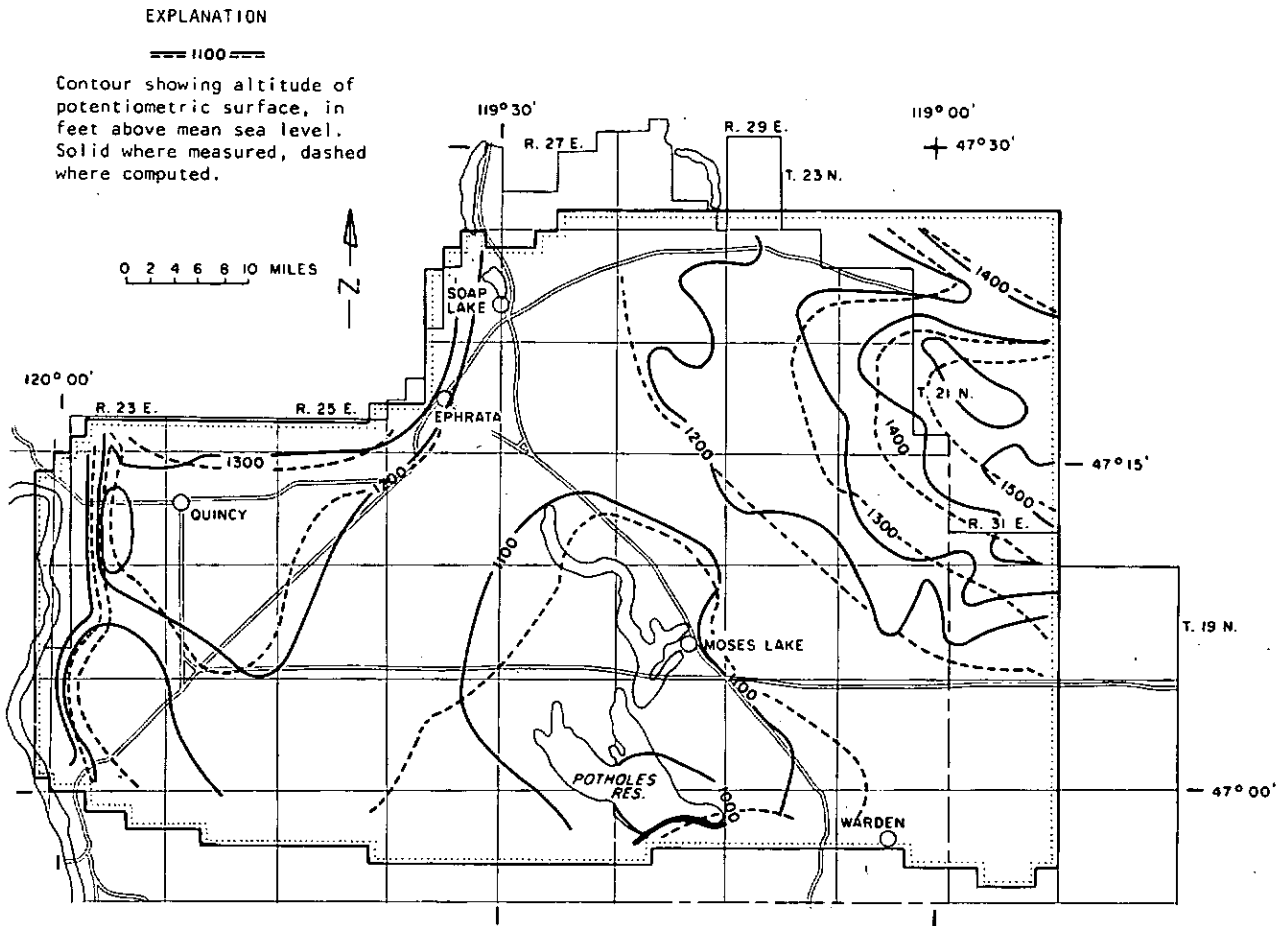 EXPLANATION
1100
Contour showing altitude of
potentiometric surface, in
feet above mean sea level.
Solid where measured, dashed
where computed.
0 2 4 6 8 10 MILES
N
119° 30'
119° 00'
R. 27 E.
R. 29 E.
47° 30'
T. 23 N.
1400
SOAP
LAKE
120° 00'
R. 23 E.
R. 25 E.
EPHRATA
T. 21 N.
1200
1400
1300
1200
47° 15'
1500
QUINCY
1300
R. 31 E.
1100
MOSES LAKE
T. 19 N.
1100
POTHOLES
RES.
1000
47° 00'
WARDEN